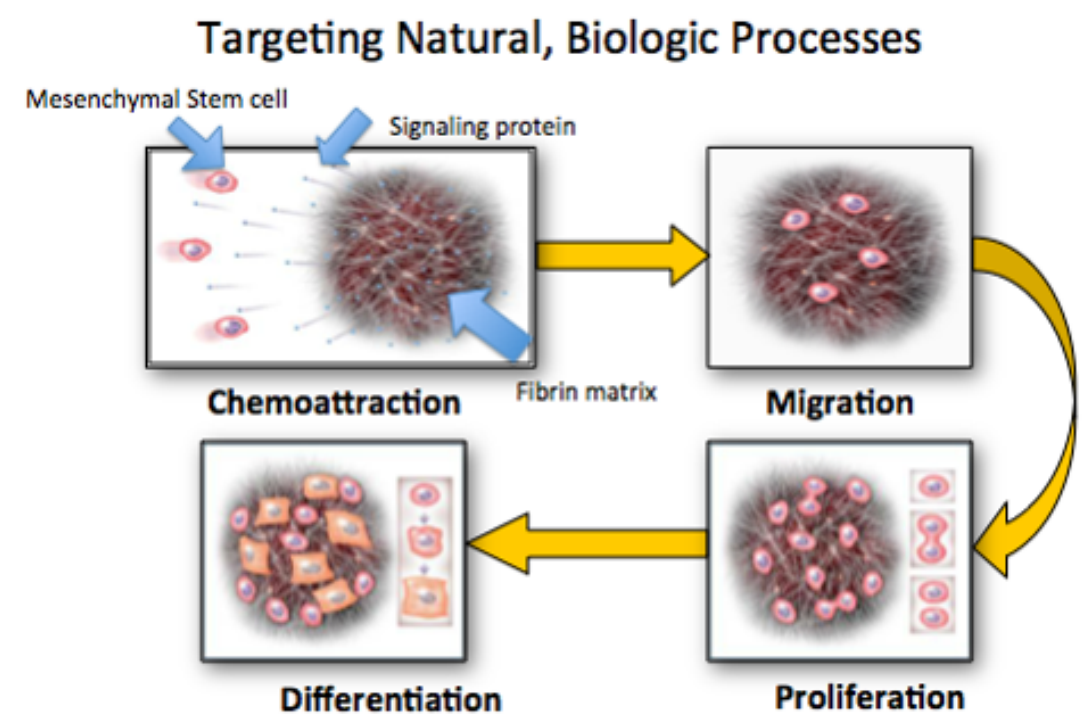 Targeting Natural, Biologic Processes
Mesenchymal Stem cell
Signaling protein
Fibrin matrix
Chemoattraction
Migration
Differentiation
Proliferation